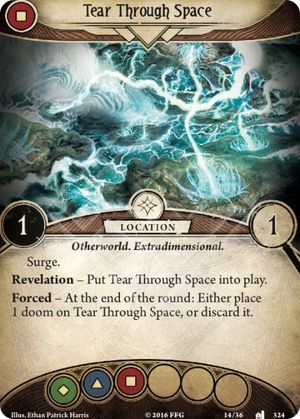 Tear Through Space
1
LOCATION
1
Otherworld. Extradimensional.
Surge.
Revelation – Put Tear Through Space into play.
Forced – At the end of the round: Either place
1 doom on Tear Through Space, or discard it.
Illus. Ethan Patrick Harris © 2016 FFG 14/36 324